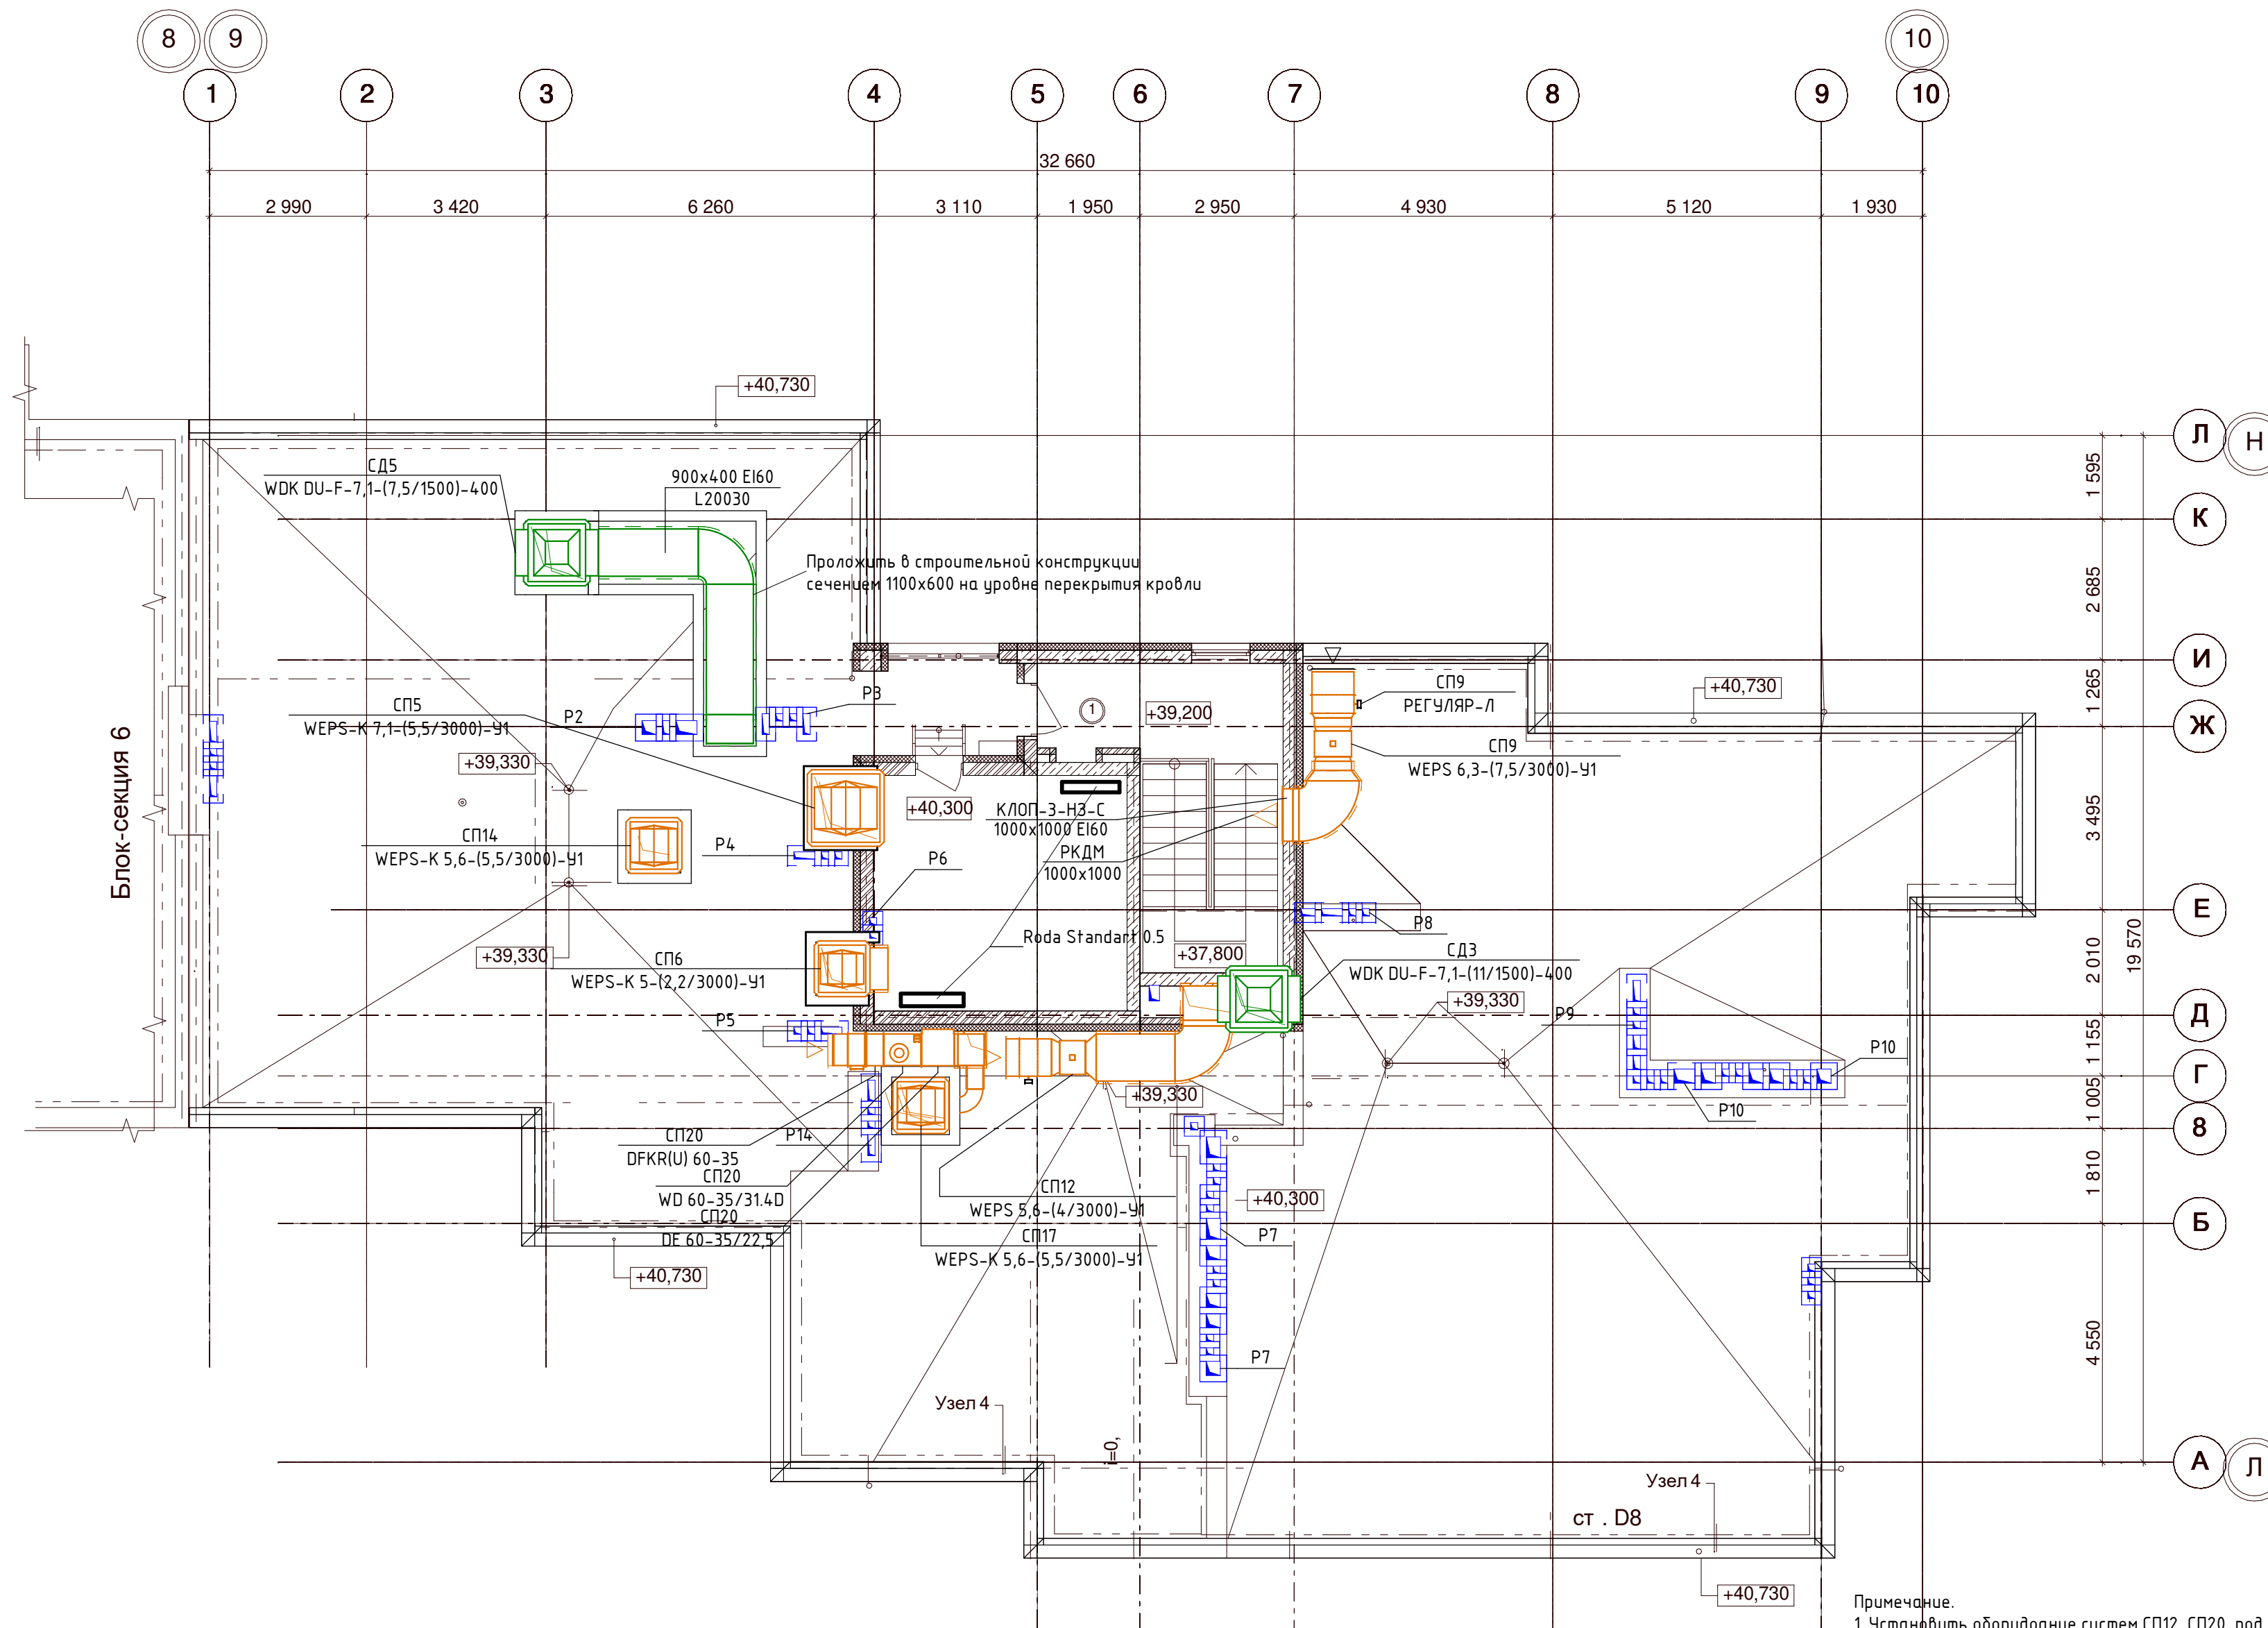 8 9 10
1 2 3 4 5 6 7 8 9 10
32 660
2 990 3 420 6 260 3 110 1 950 2 950 4 930 5 120 1 930
+40,730
Л Н
1 595
СД5
WDK DU-F-7,1-(7,5/1500)-400
900х400 EI60
L20030
К
Проложить в строительной конструкции
сечением 1100х600 на уровне перекрытия кровли
2 685
И
СП5
WEPS-K 7,1-(5,5/3000)-У1
Р2
Р3
1
+39,200
СП9
РЕГУЛЯР-Л
+40,730
1 265
Ж
Блок-секция 6
+39,330
СП9
WEPS 6,3-(7,5/3000)-У1
+40,300
КЛОП-3-НЗ-С
1000х1000 EI60
3 495
СП14
WEPS-K 5,6-(5,5/3000)-У1
Р4
Р6
РКДМ
1000х1000
Е
Р8
Roda Standart 0.5
+39,330
СП6
WEPS-K 5-(2,2/3000)-У1
+37,800
СД3
WDK DU-F-7,1-(11/1500)-400
2 010
19 570
+39,330
Р5
Р9
Д
1 155
Р10
Г
+39,330
Р10
1 005
8
СП20
DFKR(U) 60-35
Р14
СП20
WD 60-35/31.4D
СП20
DE 60-35/22,5
СП12
WEPS 5,6-(4/3000)-У1
+40,300
1 810
Б
СП17
WEPS-K 5,6-(5,5/3000)-У1
Р7
+40,730
4 550
Р7
Узел 4
i=0,
А Л
Узел 4
ст . D8
+40,730
Примечание.
1 Установить оборудоание систем СП12, СП20, под